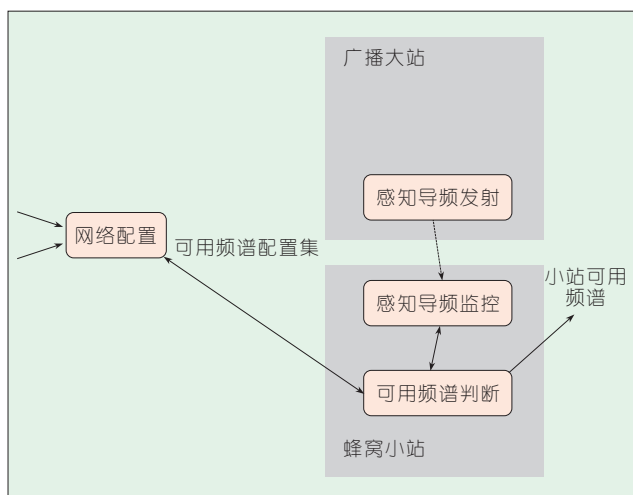 广播大站
感知导频发射
网络配置
可用频谱配置集
小站可用
频谱
感知导频监控
可用频谱判断
蜂窝小站